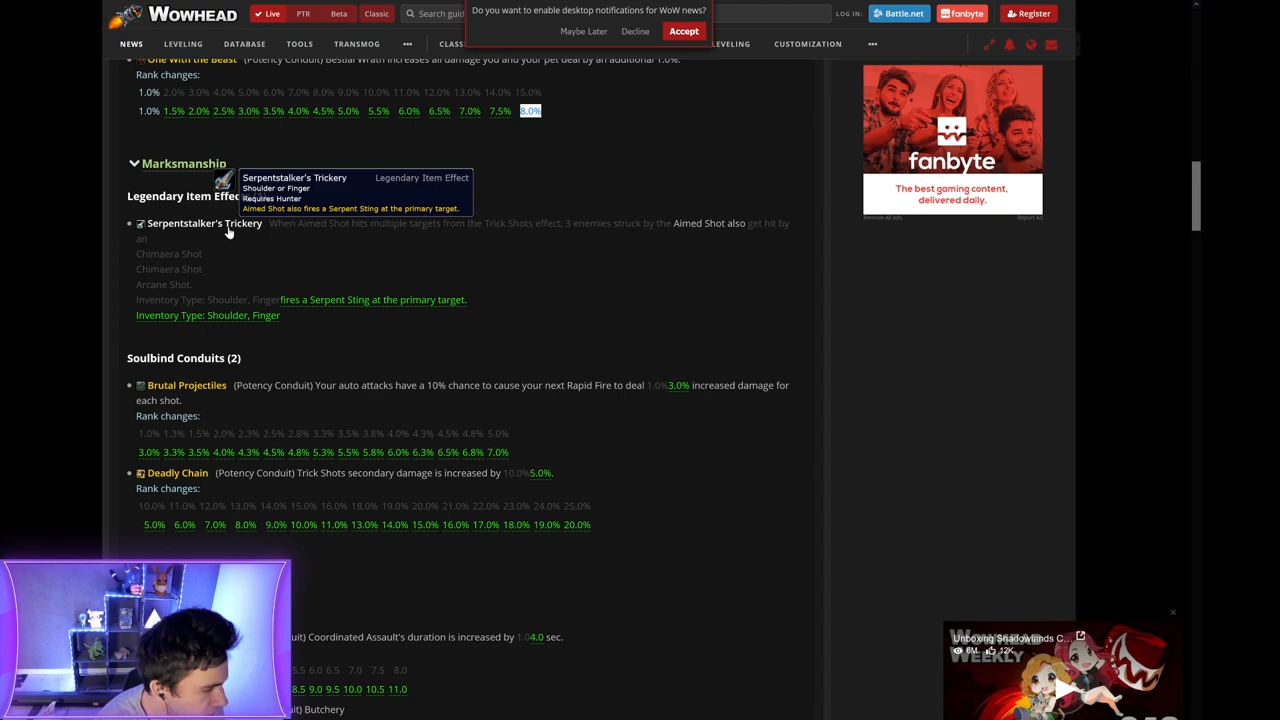 WOWHEAD
Live PTR Beta Classic
Search guid
Do you want to enable desktop notifications for WoW news?
Maybe Later Decline Accept
LOG IN: Battle.net fanbyte Register
NEWS LEVELING DATABASE TOOLS TRANSMOG ••• CLASS LEVELING CUSTOMIZATION •••
One With the Beast (Potency Conduit) Bestial Wrath increases all damage you and your pet deal by an additional 1.0%.
Rank changes:
1.0% 2.0% 3.0% 4.0% 5.0% 6.0% 7.0% 8.0% 9.0% 10.0% 11.0% 12.0% 13.0% 14.0% 15.0%
1.0% 1.5% 2.0% 2.5% 3.0% 3.5% 4.0% 4.5% 5.0% 5.5% 6.0% 6.5% 7.0% 7.5% 8.0%
Marksmanship
Legendary Item Effe
Serpentstalker's Trickery Legendary Item Effect
Shoulder or Finger
Requires Hunter
Aimed Shot also fires a Serpent Sting at the primary target.
Serpentstalker's Trickery When Aimed Shot hits multiple targets from the Trick Shots effect, 3 enemies struck by the Aimed Shot also get hit by
an
Chimaera Shot
Chimaera Shot
Arcane Shot.
Inventory Type: Shoulder, Fingerfires a Serpent Sting at the primary target.
Inventory Type: Shoulder, Finger
Soulbind Conduits (2)
Brutal Projectiles (Potency Conduit) Your auto attacks have a 10% chance to cause your next Rapid Fire to deal 1.0%3.0% increased damage for
each shot.
Rank changes:
1.0% 1.3% 1.5% 2.0% 2.3% 2.5% 2.8% 3.3% 3.5% 3.8% 4.0% 4.3% 4.5% 4.8% 5.0%
3.0% 3.3% 3.5% 4.0% 4.3% 4.5% 4.8% 5.3% 5.5% 5.8% 6.0% 6.3% 6.5% 6.8% 7.0%
Deadly Chain (Potency Conduit) Trick Shots secondary damage is increased by 10.0%5.0%.
Rank changes:
10.0% 11.0% 12.0% 13.0% 14.0% 15.0% 16.0% 18.0% 19.0% 20.0% 21.0% 22.0% 23.0% 24.0% 25.0%
5.0% 6.0% 7.0% 8.0% 9.0% 10.0% 11.0% 13.0% 14.0% 15.0% 16.0% 17.0% 18.0% 19.0% 20.0%
uit) Coordinated Assault's duration is increased by 1.04.0 sec.
5.5 6.0 6.5 7.0 7.5 8.0
8.5 9.0 9.5 10.0 10.5 11.0
uit) Butchery
fanbyte
The best gaming content,
delivered daily.
Remove All Ads Report Ad
Unboxing Shadowlands C...
6M 12K
WEEKLY